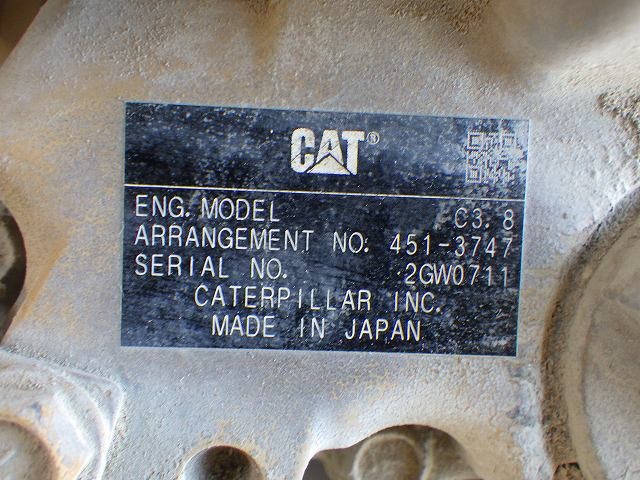 CAT®
ENG. MODEL C3.8
ARRANGEMENT NO. 451-3747
SERIAL NO. 2GW0711
CATERPILLAR INC.
MADE IN JAPAN